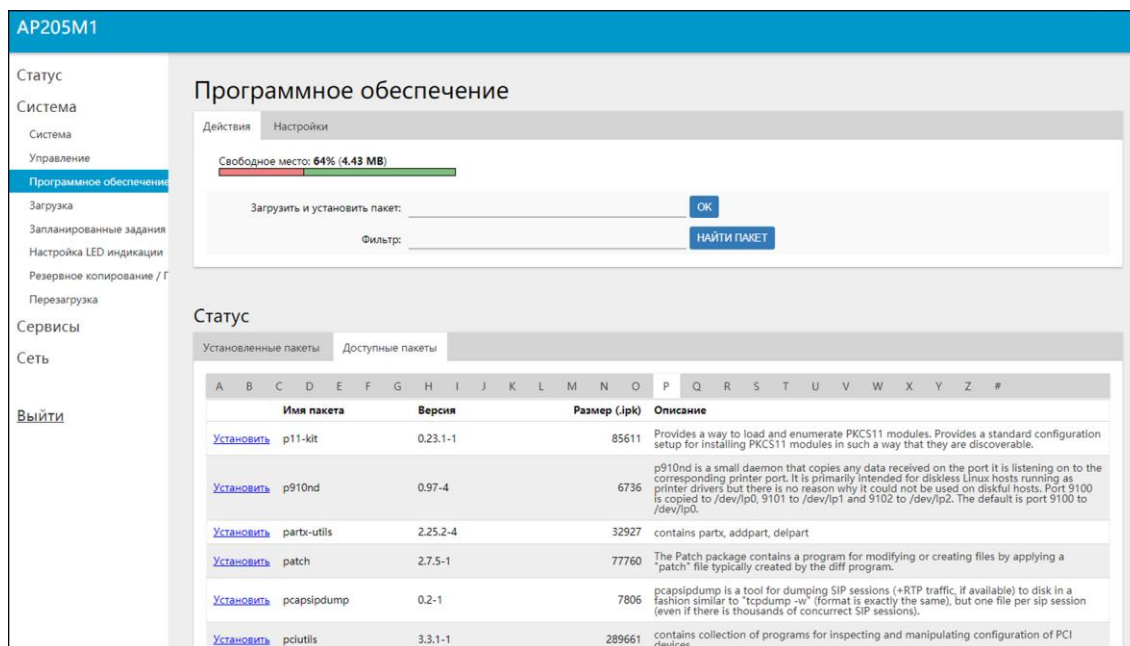 AP205M1
Статус
Система
Система
Управление
Программное обеспечение
Загрузка
Запланированные задания
Настройка LED индикации
Резервное копирование / П
Перезагрузка
Сервисы
Сеть
Выйти
Программное обеспечение
Действия Настройки
Свободное место: 64% (4.43 MB)
Загрузить и установить пакет: OK
Фильтр: НАЙТИ ПАКЕТ
Статус
Установленные пакеты Доступные пакеты
A B C D E F G H I J K L M N O P Q R S T U V W X Y Z #
Имя пакета Версия Размер (.ipk) Описание
Установить p11-kit 0.23.1-1 85611 Provides a way to load and enumerate PKCS11 modules. Provides a standard configuration
setup for installing PKCS11 modules in such a way that they are discoverable.
p910nd is a small daemon that copies any data received on the port it is listening on to the
corresponding printer port. It is primarily intended for diskless Linux hosts running as
Установить p910nd 0.97-4 6736 printer drivers but there is no reason why it could not be used on diskful hosts. Port 9100
is copied to /dev/lp0, 9101 to /dev/lp1 and 9102 to /dev/lp2. The default is port 9100 to
/dev/lp0.
Установить partx-utils 2.25.2-4 32927 contains partx, addpart, delpart
Установить patch 2.7.5-1 77760 The Patch package contains a program for modifying or creating files by applying a
"patch" file typically created by the diff program.
pcapsipdump is a tool for dumping SIP sessions (+RTP traffic, if available) to disk in a
Установить pcapsipdump 0.2-1 7806 fashion similar to "tcpdump -w" (format is exactly the same), but one file per sip session
(even if there is thousands of concurrect SIP sessions).
Установить pciutils 3.3.1-1 289661 contains collection of programs for inspecting and manipulating configuration of PCI
devices